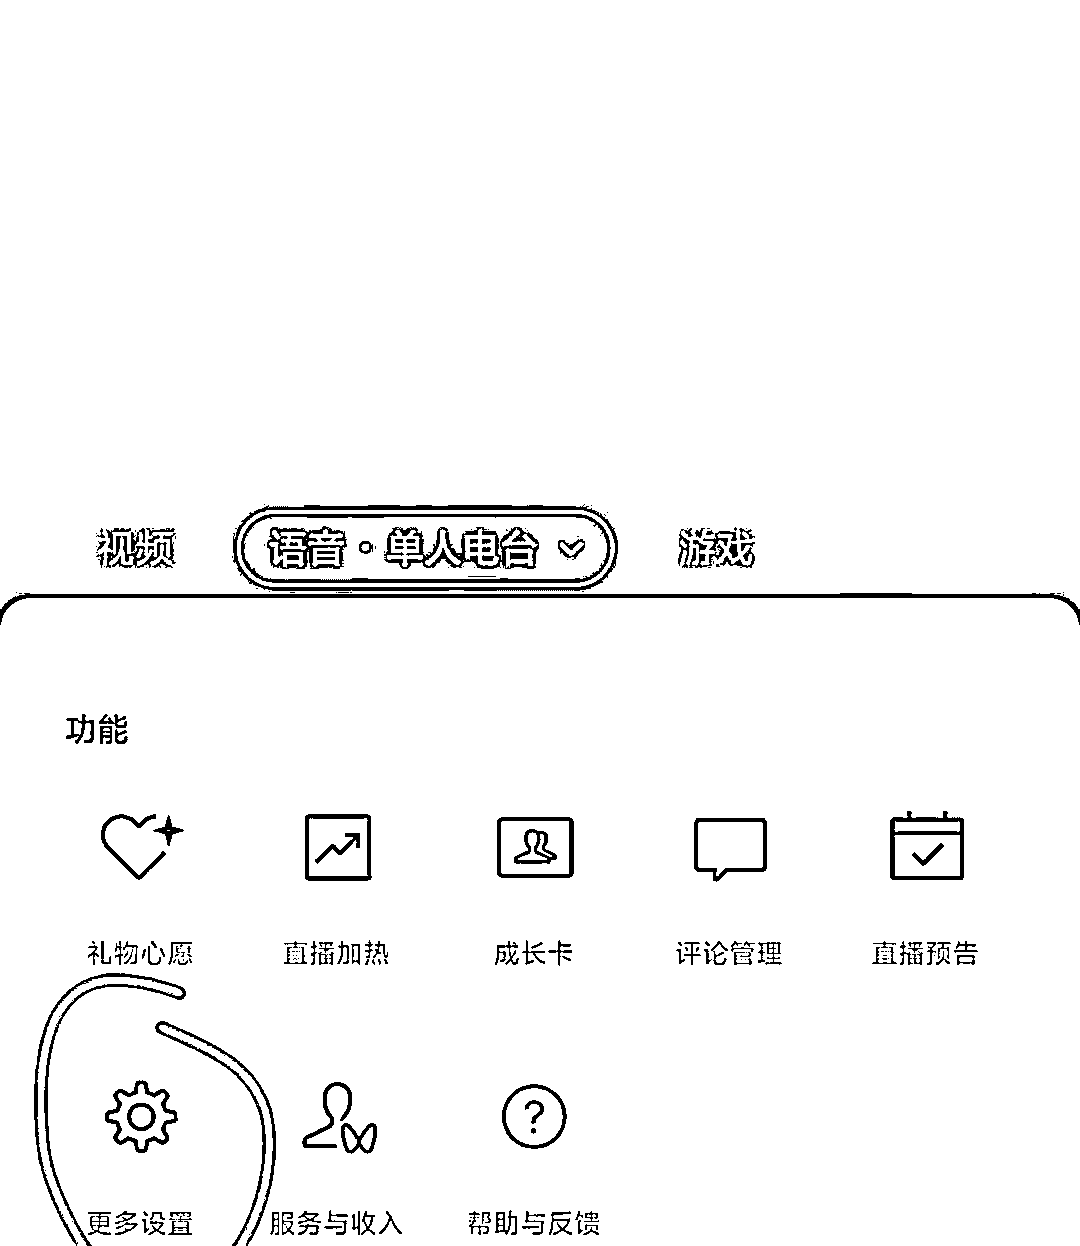 视频 语音·单人电台 游戏
功能
礼物心愿 直播加热 成长卡 评论管理 直播预告
更多设置 服务与收入 帮助与反馈